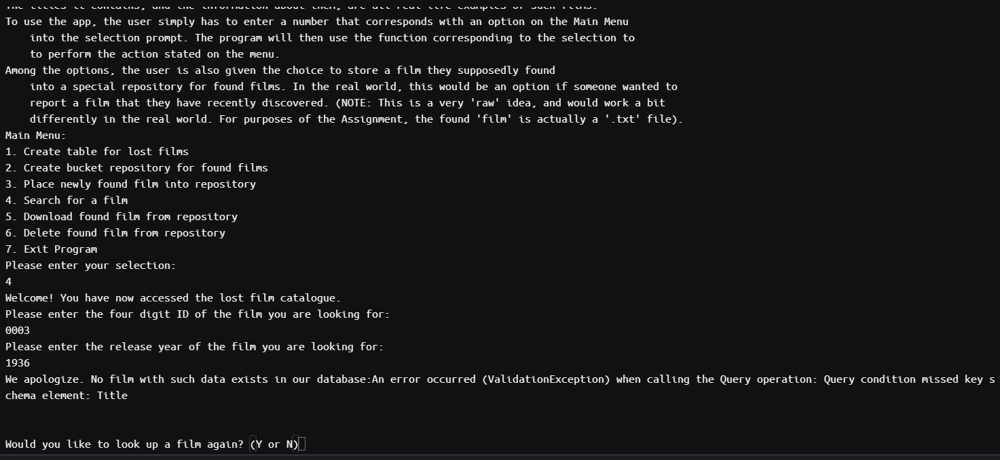 The titles it contains, and the information about them, are all real life examples of such films.
To use the app, the user simply has to enter a number that corresponds with an option on the Main Menu
into the selection prompt. The program will then use the function corresponding to the selection to
to perform the action stated on the menu.
Among the options, the user is also given the choice to store a film they supposedly found
into a special repository for found films. In the real world, this would be an option if someone wanted to
report a film that they have recently discovered. (NOTE: This is a very 'raw' idea, and would work a bit
differently in the real world. For purposes of the Assignment, the found 'film' is actually a '.txt' file).
Main Menu:
1. Create table for lost films
2. Create bucket repository for found films
3. Place newly found film into repository
4. Search for a film
5. Download found film from repository
6. Delete found film from repository
7. Exit Program
Please enter your selection:
4
Welcome! You have now accessed the lost film catalogue.
Please enter the four digit ID of the film you are looking for:
0003
Please enter the release year of the film you are looking for:
1936
We apologize. No film with such data exists in our database:An error occurred (ValidationException) when calling the Query operation: Query condition missed key s
chema element: Title
Would you like to look up a film again? (Y or N)